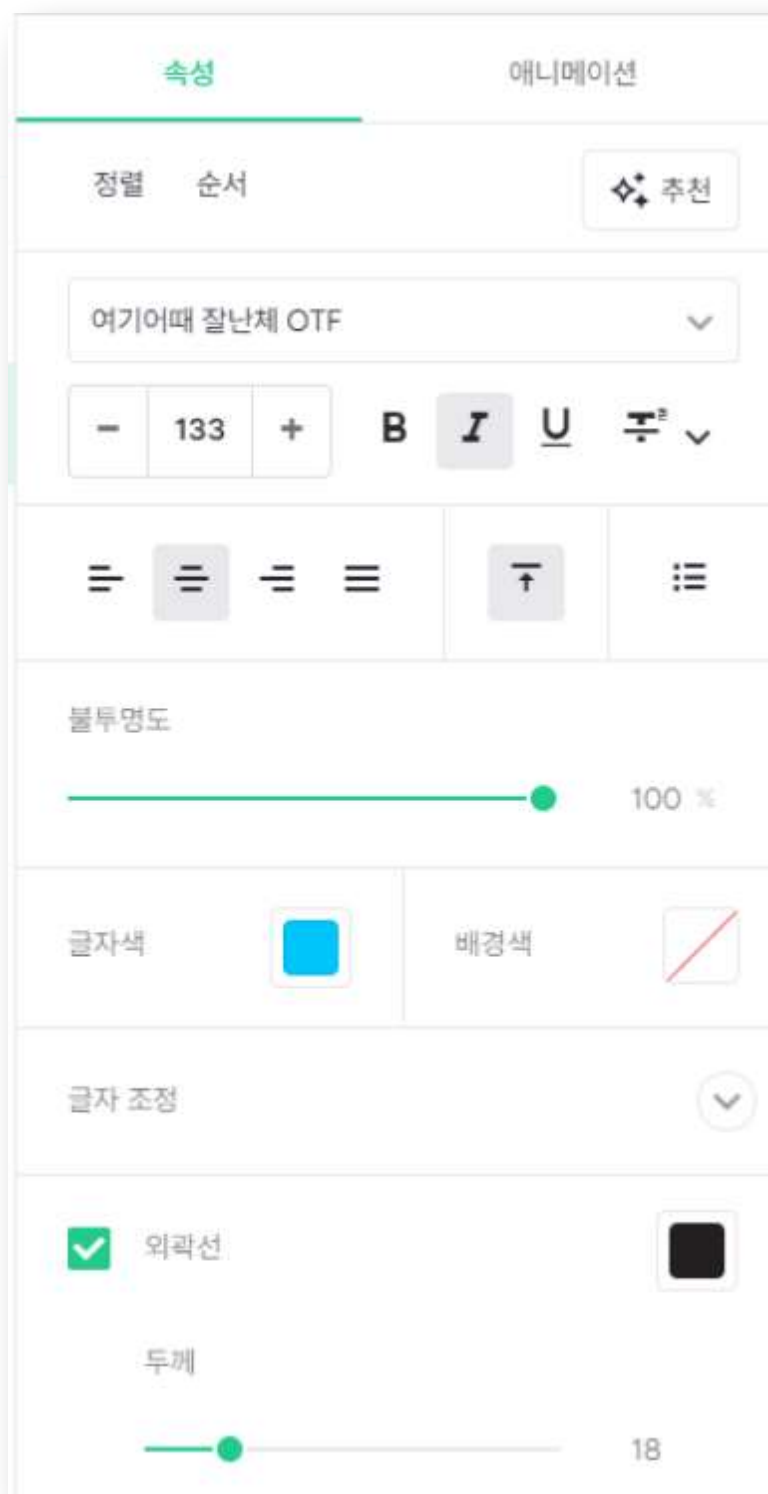 속성 애니메이션
정렬 순서 추천
여기어때 잘난체 OTF
- 133 + B I U T
불투명도
100 %
글자색 배경색
글자 조정
외곽선
두께
18